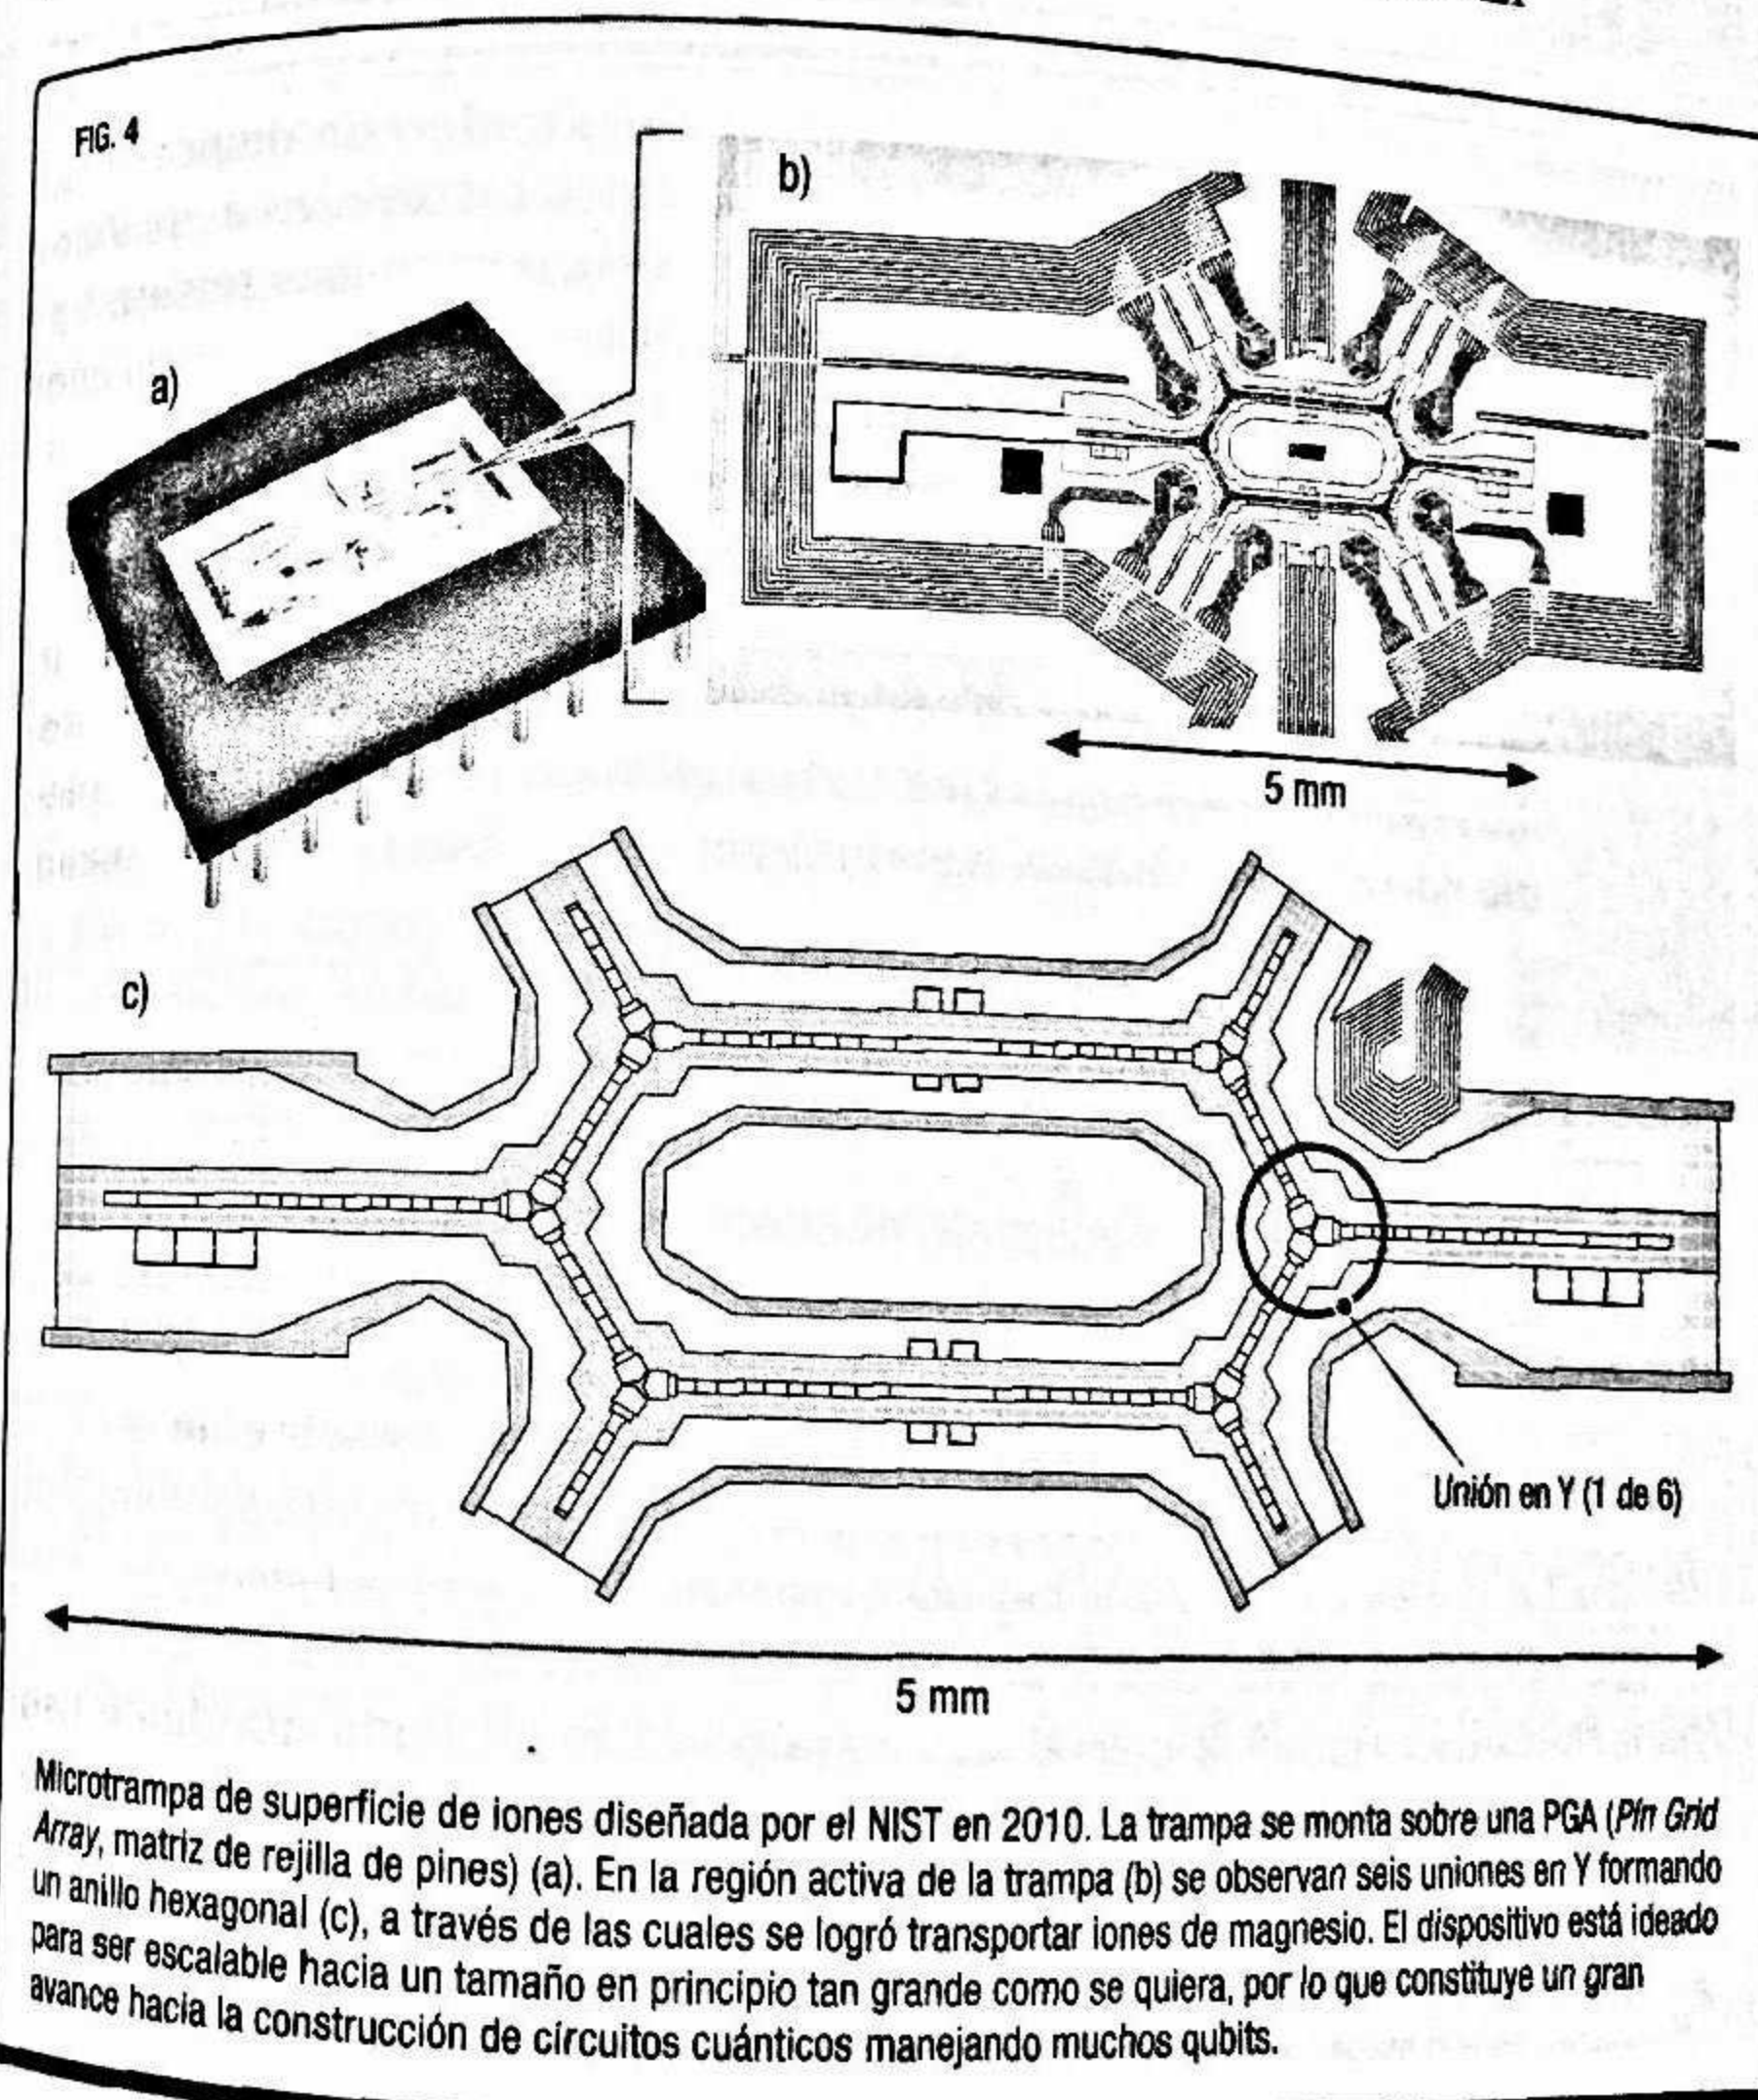 FIG. 4
a)
b)
5 mm
c)
Unión en Y (1 de 6)
5 mm
Microtrampa de superficie de iones diseñada por el NIST en 2010. La trampa se monta sobre una PGA (Pin Grid
Array, matriz de rejilla de pines) (a). En la región activa de la trampa (b) se observan seis uniones en Y formando
un anillo hexagonal (c), a través de las cuales se logró transportar iones de magnesio. El dispositivo está ideado
para ser escalable hacia un tamaño en principio tan grande como se quiera, por lo que constituye un gran
avance hacia la construcción de circuitos cuánticos manejando muchos qubits.